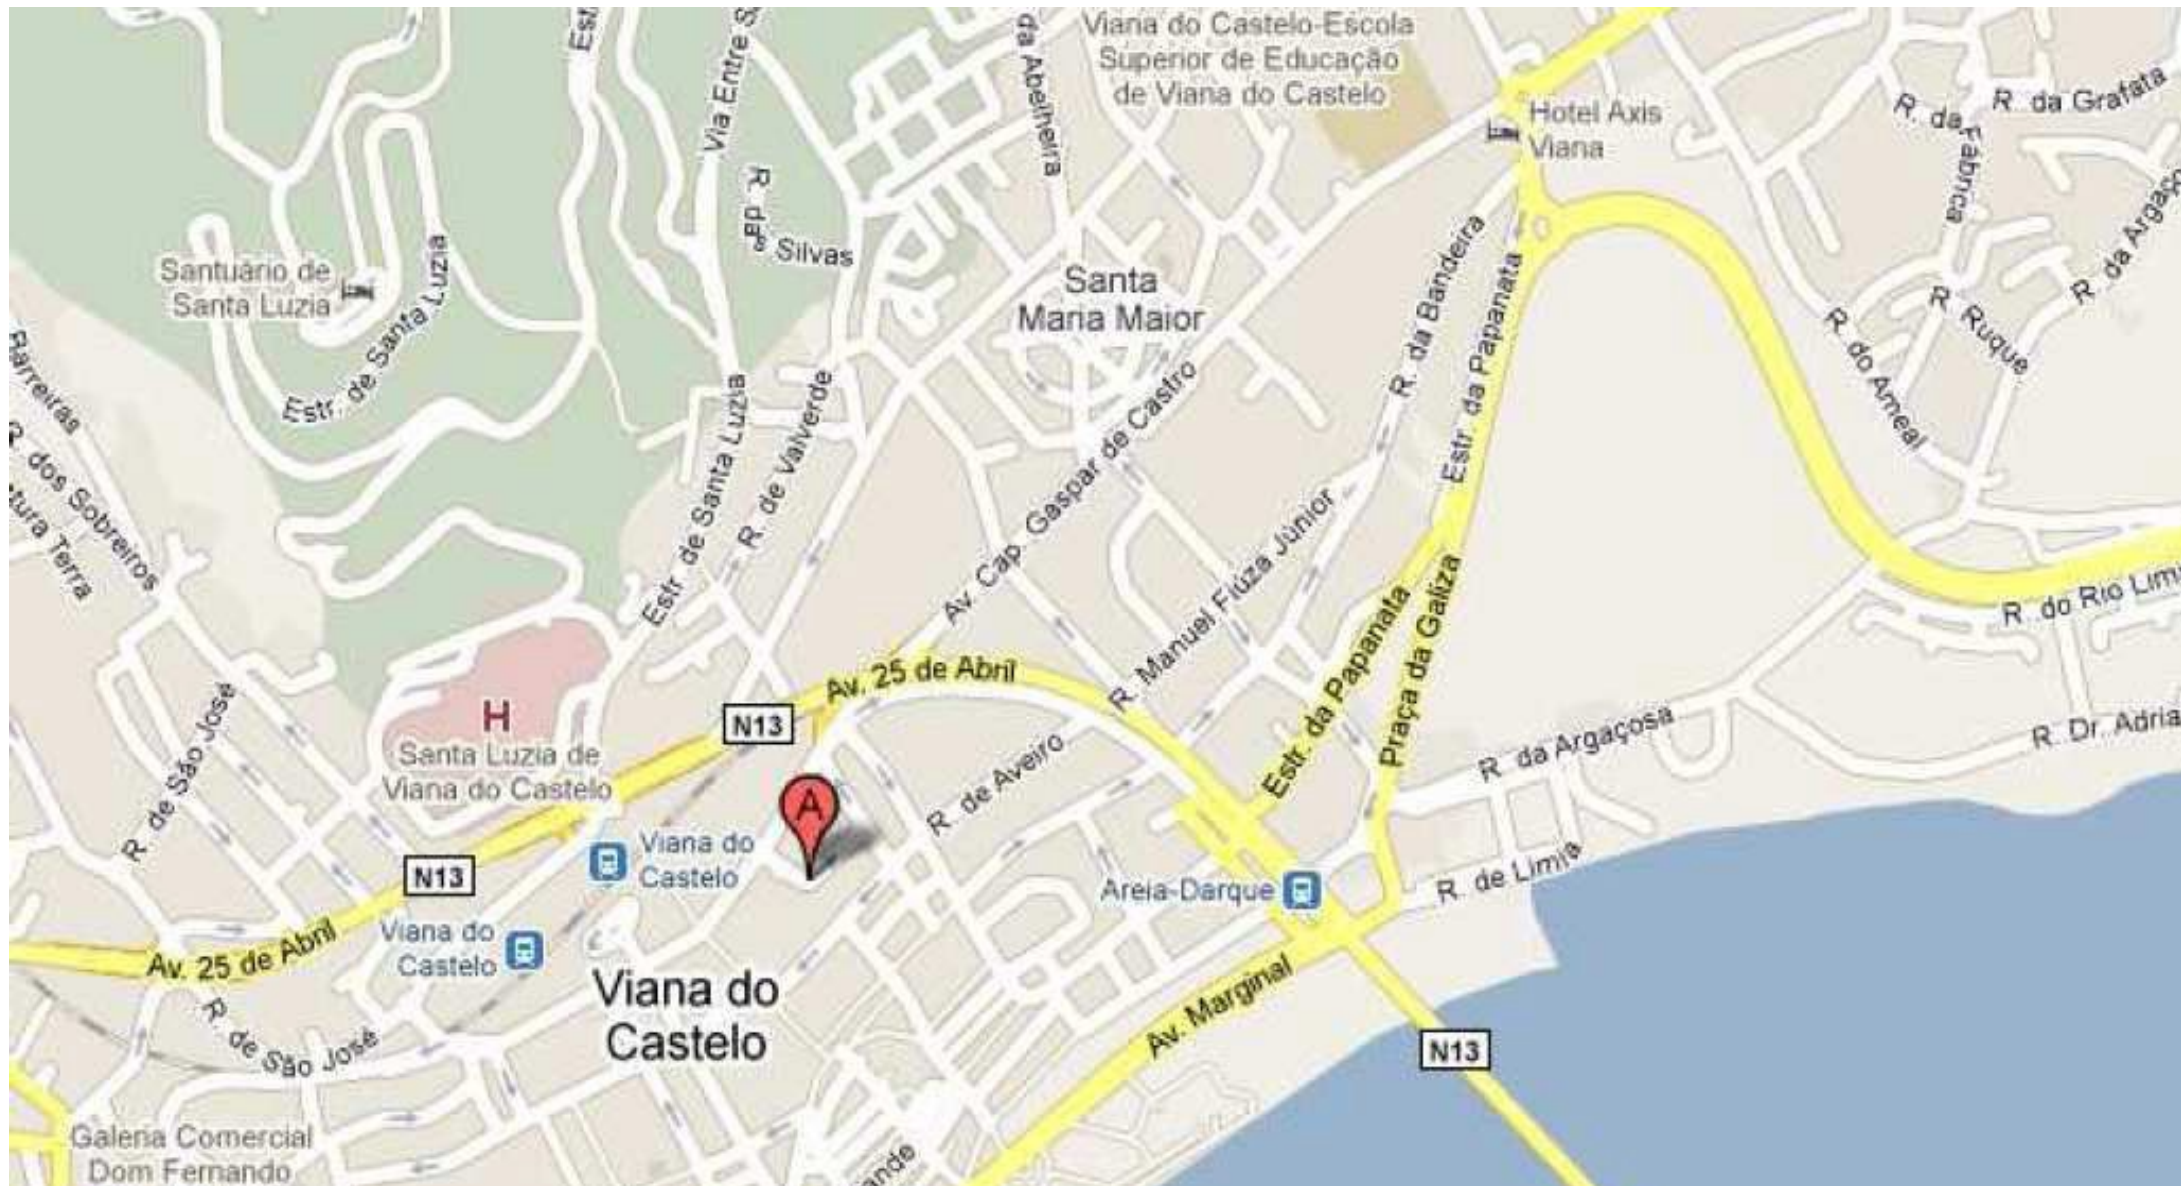 Viana do Castelo-Escola
Superior de Educação
de Viana do Castelo
da Abelheira
Via Entre S
Hotel Axis
Viana
R. da Grafata
R. da Fábrica
R. da Argaço
R. das Silvas
Santuário de
Santa Luzia
Estr. de Santa Luzia
Santa
Maria Maior
R. da Bandeira
Estr. da Papanata
R. Ruque
R. do Ameal
Barreiras
R. dos Sobreiros
tura Terra
Estr. de Santa Luzia
R. de Valverde
Av. Cap. Gaspar de Castro
R. Manuel Fiúza Júnior
Estr. da Papanata
Praça da Galiza
R. do Rio Lim
R. de São José
H
Santa Luzia de
Viana do Castelo
N13
Av. 25 de Abril
R. da Argaçosa
R. Dr. Adria
A
R. de Aveiro
Viana do
Castelo
N13
Areia-Darque
R. de Limia
Viana do
Castelo
Av. 25 de Abril
Viana do
Castelo
R. de São José
Av. Marginal
N13
Galeria Comercial
Dom Fernando
ande